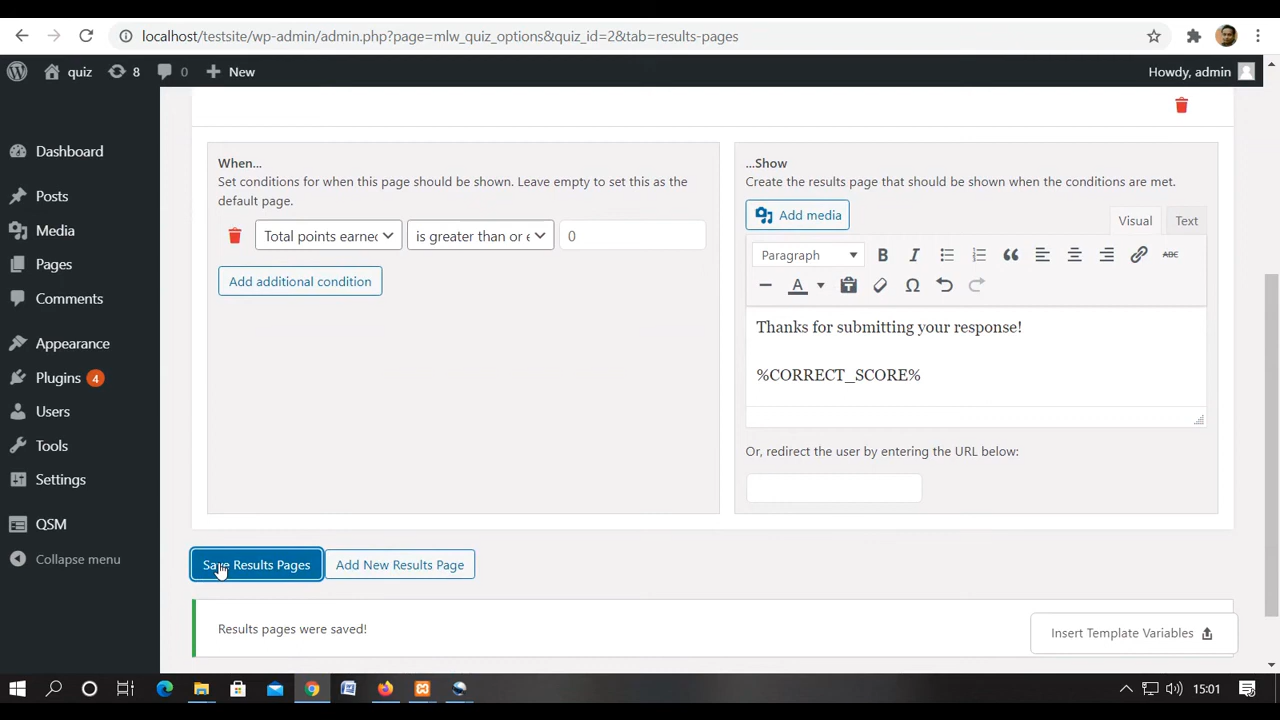 localhost/testsite/wp-admin/admin.php?page=mlw_quiz_options&quiz_id=2&tab=results-pages
quiz 8 0 New Howdy, admin
Dashboard
Posts
Media
Pages
Comments
Appearance
Plugins 4
Users
Tools
Settings
QSM
Collapse menu
When...
Set conditions for when this page should be shown. Leave empty to set this as the
default page.
Total points earned is greater than or e 0
Add additional condition
...Show
Create the results page that should be shown when the conditions are met.
Add media
Visual Text
Paragraph B I ABC
A Ω
Thanks for submitting your response!
%CORRECT_SCORE%
Or, redirect the user by entering the URL below:
Save Results Pages Add New Results Page
Results pages were saved!
Insert Template Variables
15:01